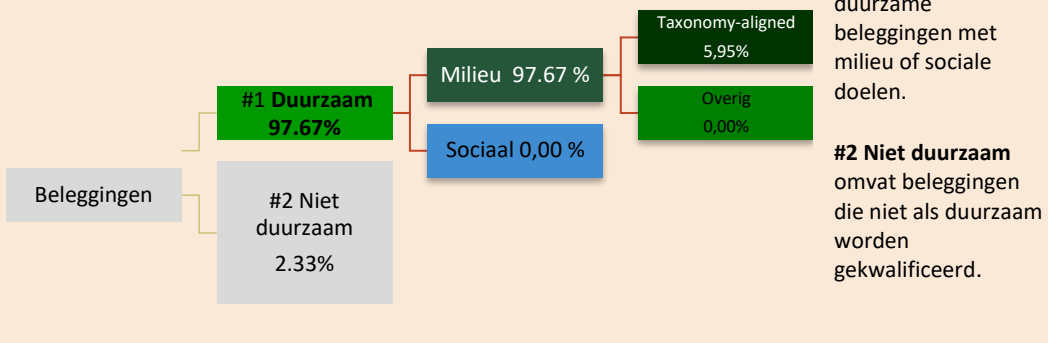 Beleggingen
#1 Duurzaam
97.67%
#2 Niet
duurzaam
2.33%
Milieu 97.67 %
Sociaal 0,00 %
Taxonomy-aligned
5,95%
Overig
0,00%
duurzame
beleggingen met
milieu of sociale
doelen.
#2 Niet duurzaam
omvat beleggingen
die niet als duurzaam
worden
gekwalificeerd.